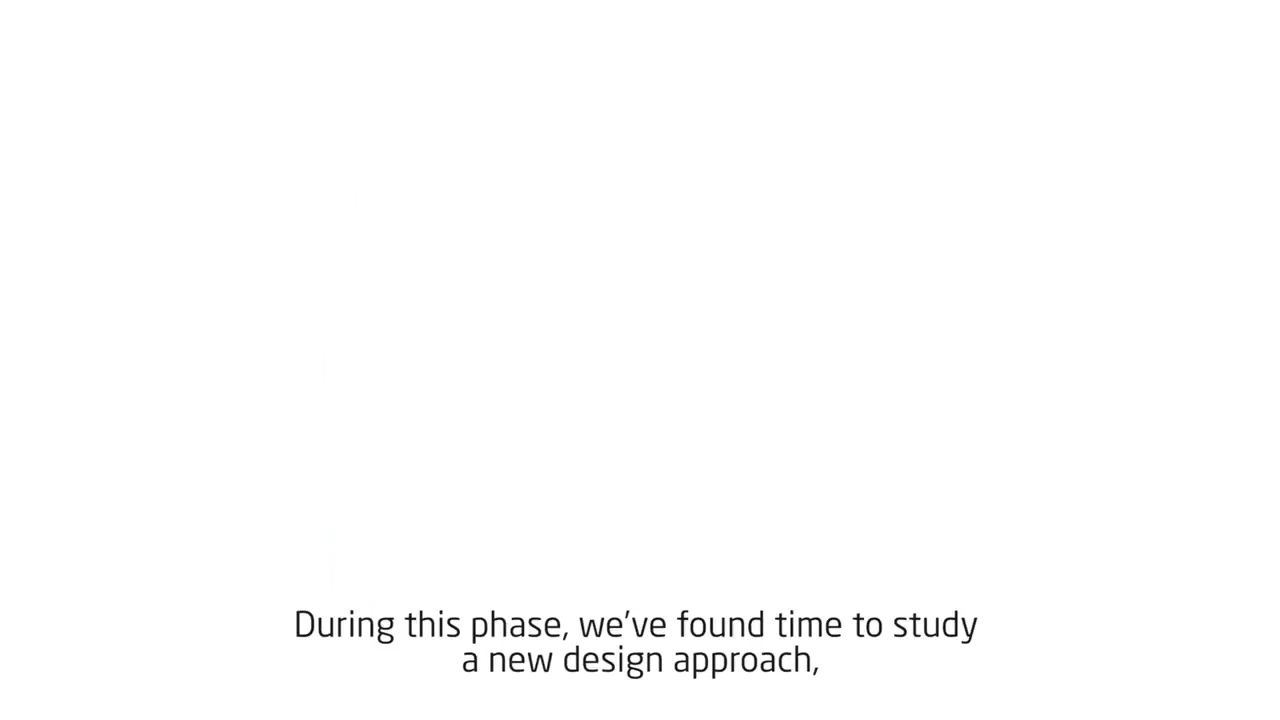 During this phase, we've found time to study
a new design approach,